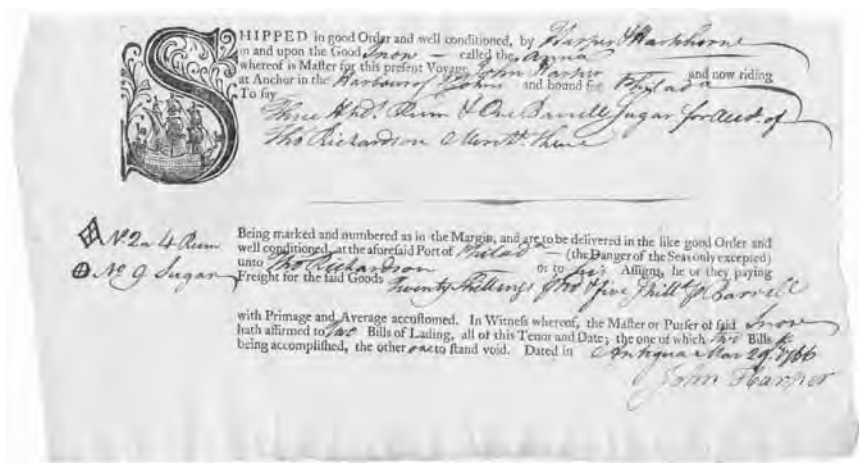 SHIPPED in good Order and well conditioned, by Harper & Hartshorne
in and upon the Good Snow called the Anna
whereof is Master for this present Voyage John Harper and now riding
at Anchor in the Harbour of St Johns and bound for Philada
To say
Three Hhds. Rum & One Barrell Sugar for Acct. of
Tho Richardson Mercht. there
Being marked and numbered as in the Margin, and are to be delivered in the like good Order and
No. 2 a 4 Rum well conditioned, at the aforesaid Port of Philada (the Danger of the Seas only excepted)
unto Tho Richardson or to his Assigns, he or they paying
No 9 Sugar Freight for the said Goods Twenty Shillings Hhd & five Shills Barrell
with Primage and Average accustomed. In Witness whereof, the Master or Purser of said Snow
hath affirmed to two Bills of Lading, all of this Tenor and Date; the one of which two Bills
being accomplished, the other one to stand void. Dated in Antigua Mar 29. 1766
John Harper